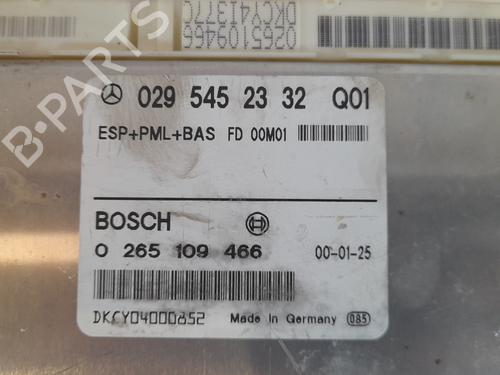 0265109466
DKCY41377C
029 545 23 32 Q01
ESP+PML+BAS FD 00M01
BOSCH
0 265 109 466 00-01-25
DKCY04000852 Made In Germany 085
B-PARTS